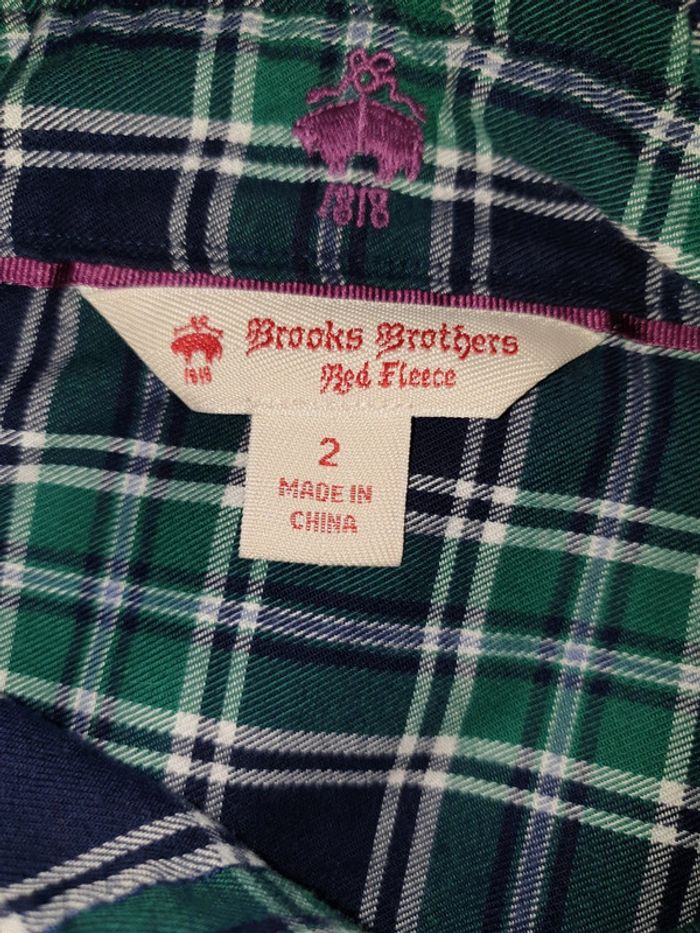 1818
Brooks Brothers
1818
Red Fleece
2
MADE IN
CHINA